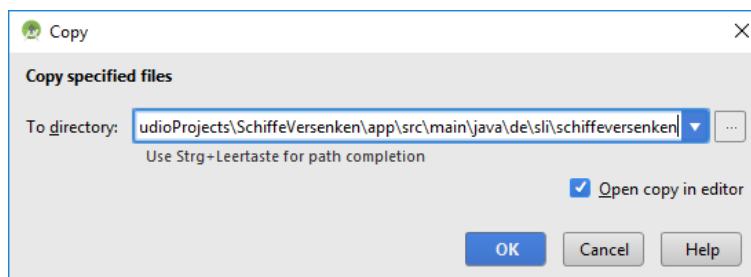 Copy
Copy specified files
To directory: udioProjects\SchiffeVersenken\app\src\main\java\de\sli\schiffeversenken ...
Use Strg+Leertaste for path completion
Open copy in editor
OK Cancel Help